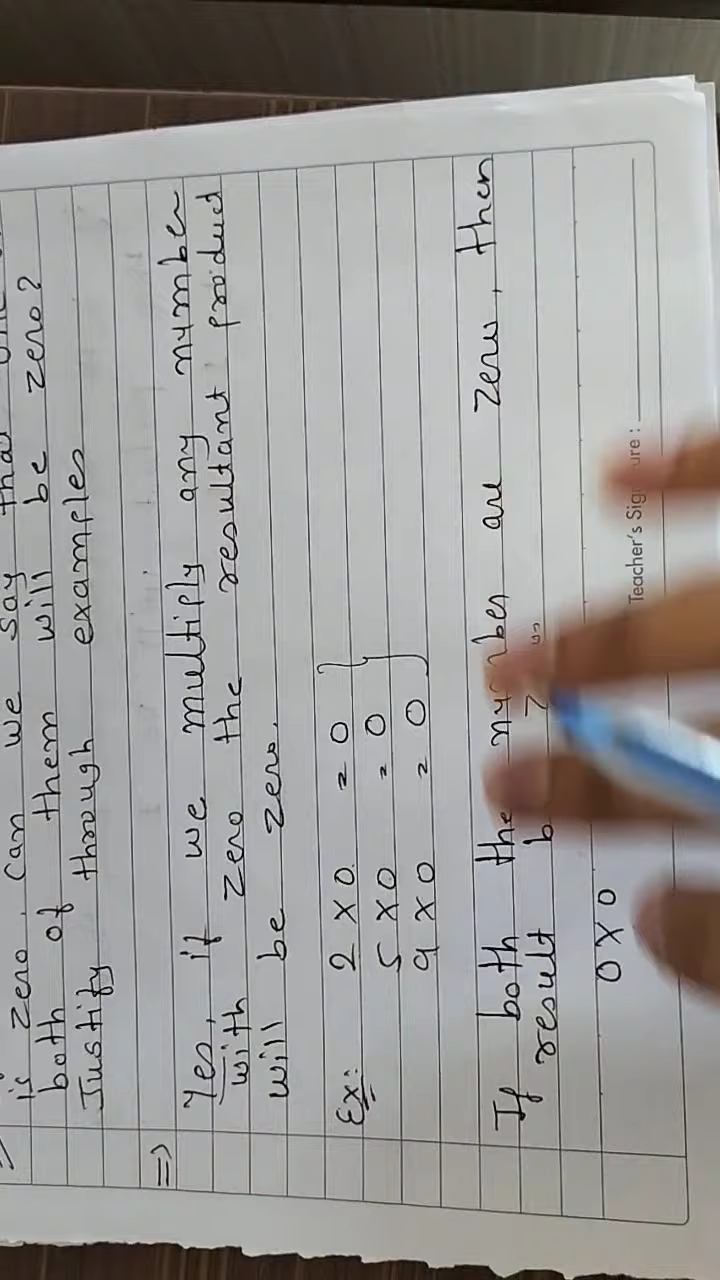 is zero. Can we say that
both of them will be zero?
Justify through examples
=> Yes, if we multiply any number
with zero the resultant product
will be zero.
Ex: 2 X 0 = 0
5 X 0 = 0
9 X 0 = 0
If both the number are zero, then
result
0 X 0
Teacher's Signature :